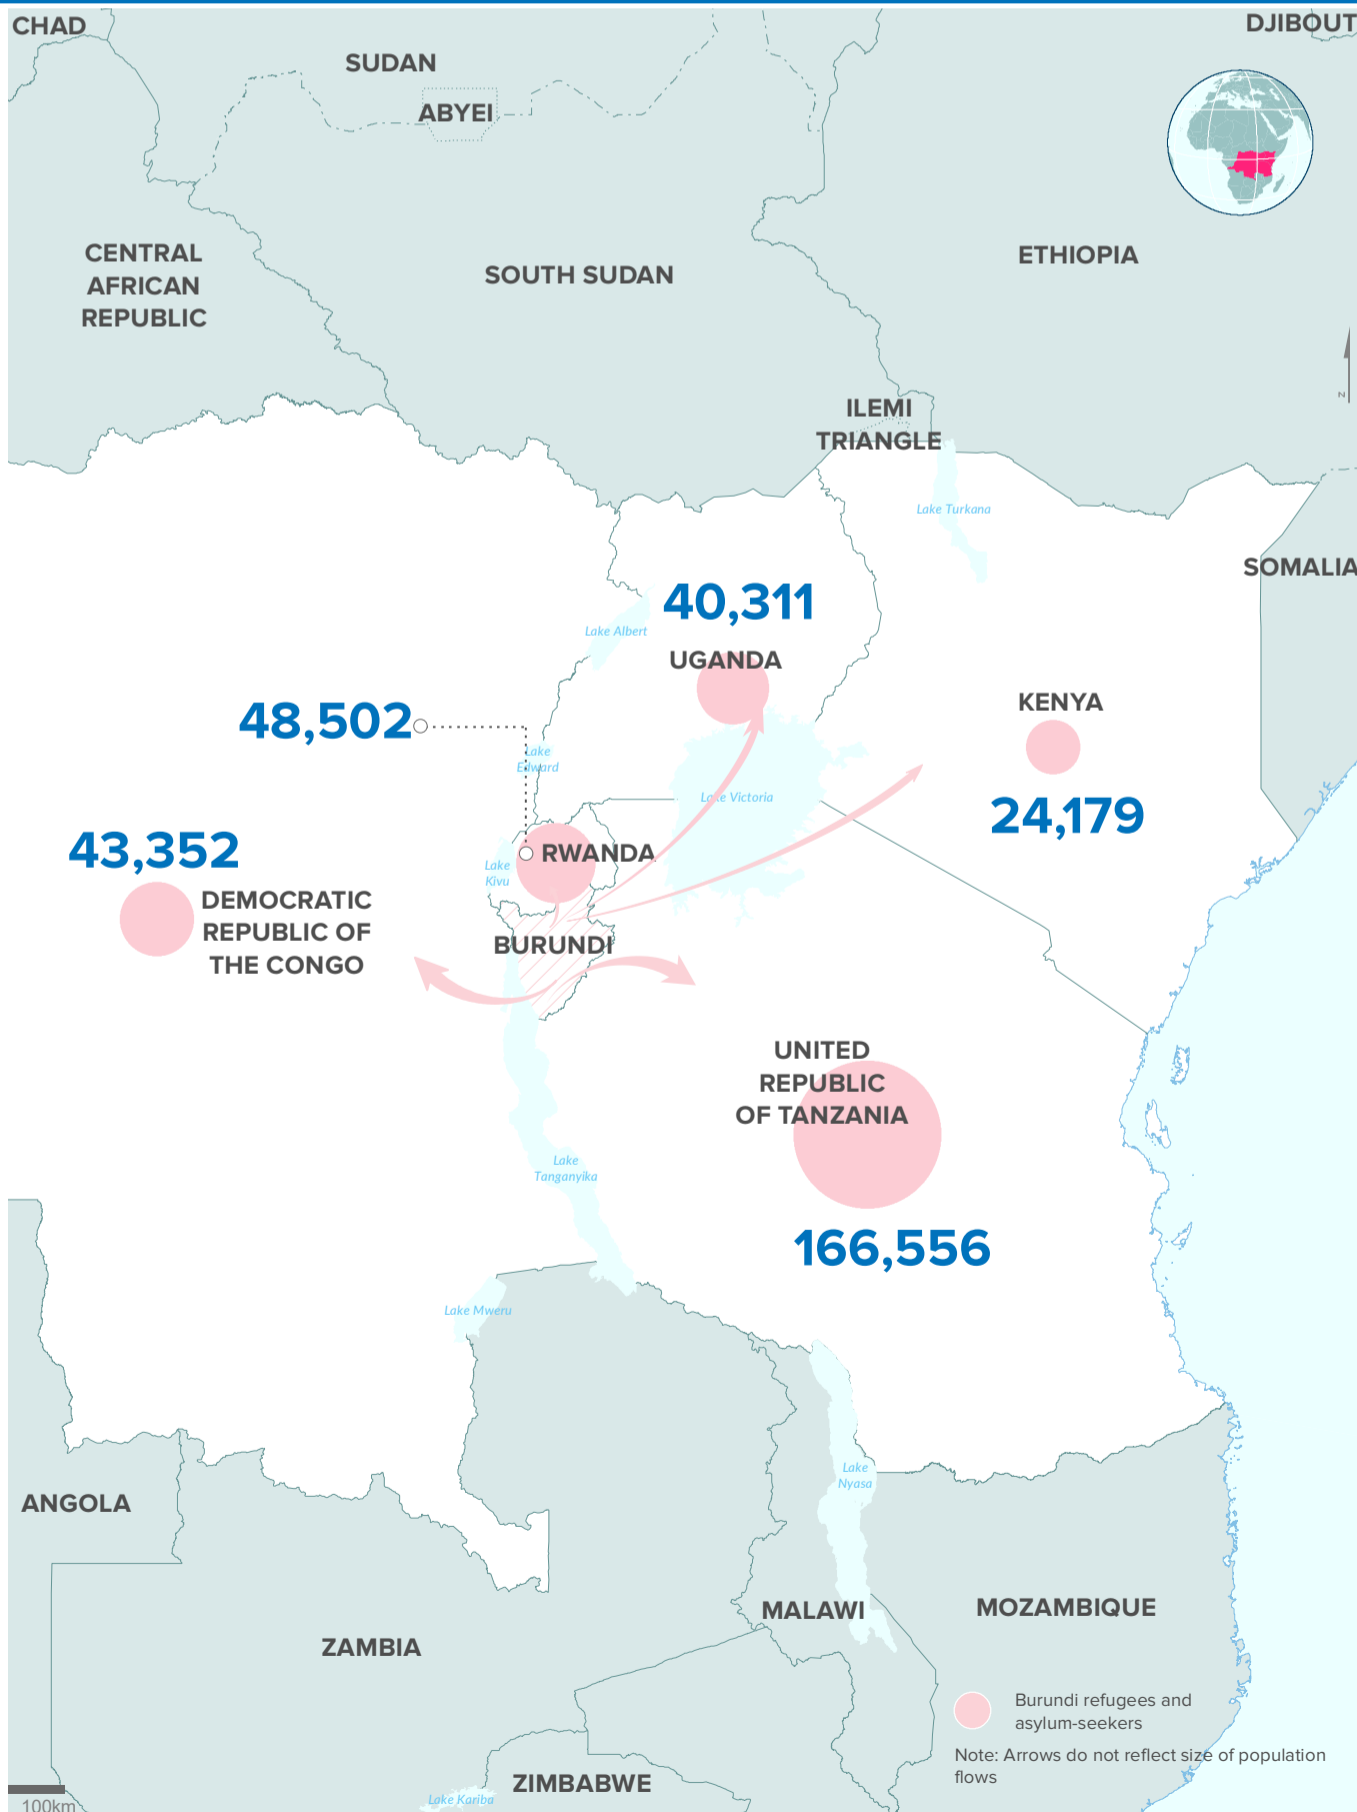 CHAD
DJIBOUT
SUDAN
ABYEI
CENTRAL
AFRICAN
REPUBLIC
SOUTH SUDAN
ETHIOPIA
N
ILEMI
TRIANGLE
Lake Turkana
SOMALIA
40,311
Lake Albert
UGANDA
KENYA
48,502
Lake
Edward
Lake Victoria
24,179
43,352
RWANDA
Lake
Kivu
DEMOCRATIC
REPUBLIC OF
THE CONGO
BURUNDI
UNITED
REPUBLIC
OF TANZANIA
Lake
Tanganyika
166,556
Lake Mweru
Lake
Nyasa
ANGOLA
MALAWI
MOZAMBIQUE
ZAMBIA
Burundi refugees and
asylum-seekers
Note: Arrows do not reflect size of population
flows
ZIMBABWE
Lake Kariba
100km